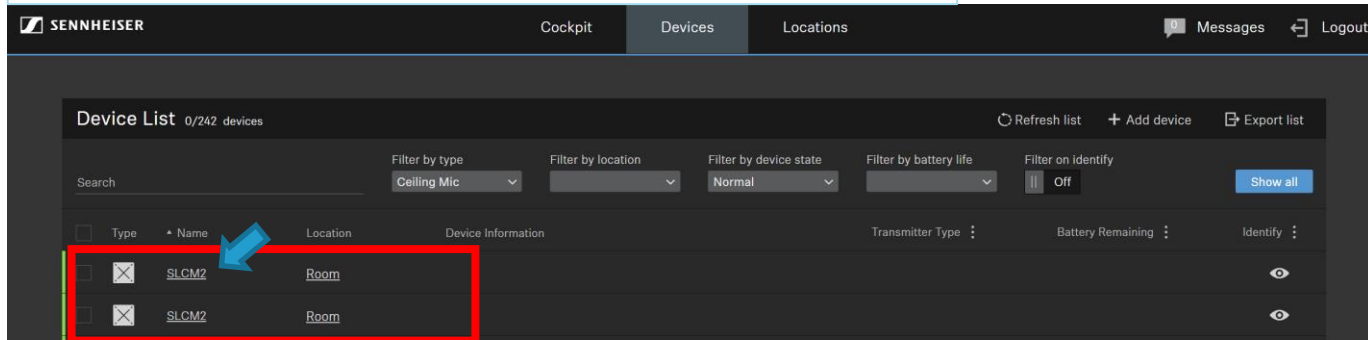 SENNHEISER Cockpit Devices Locations 0 Messages Logout
Device List 0/242 devices Refresh list + Add device Export list
Filter by type Filter by location Filter by device state Filter by battery life Filter on identify
Search Ceiling Mic Normal Off Show all
Type Name Location Device Information Transmitter Type Battery Remaining Identify
SLCM2 Room
SLCM2 Room